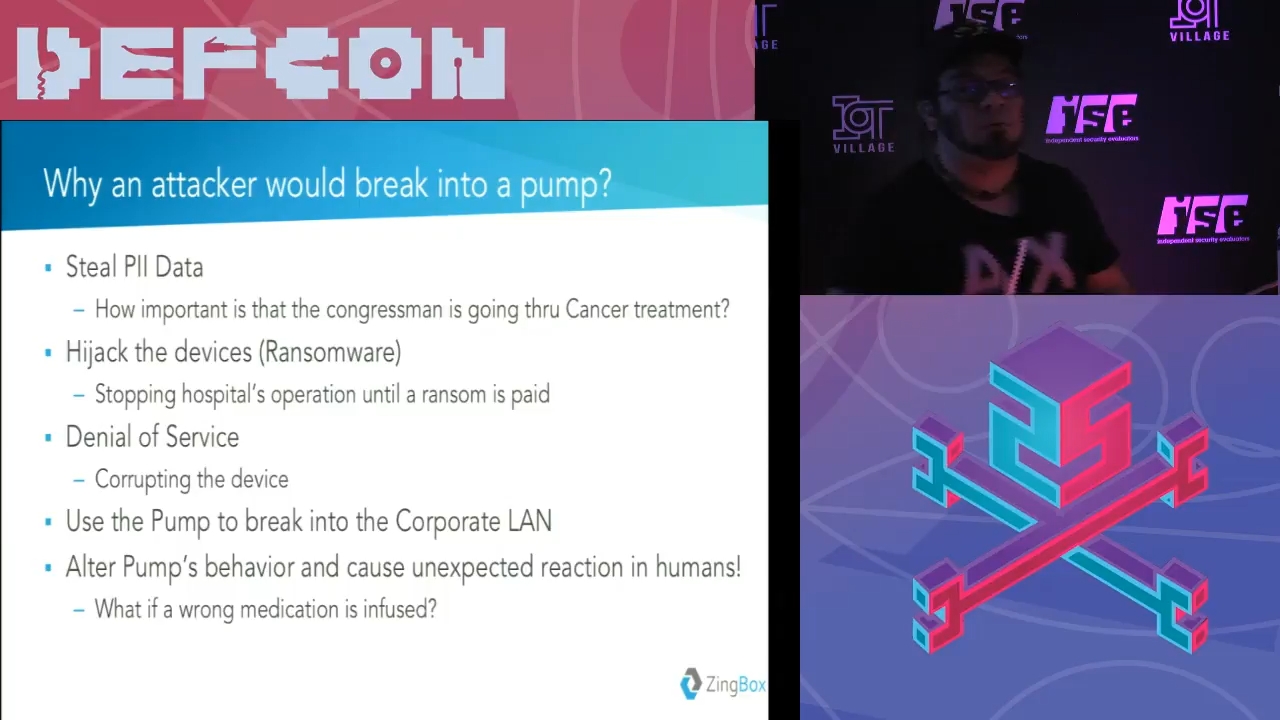 DEFCON
Why an attacker would break into a pump?
▪ Steal PII Data
– How important is that the congressman is going thru Cancer treatment?
▪ Hijack the devices (Ransomware)
– Stopping hospital's operation until a ransom is paid
▪ Denial of Service
– Corrupting the device
▪ Use the Pump to break into the Corporate LAN
▪ Alter Pump's behavior and cause unexpected reaction in humans!
– What if a wrong medication is infused?
ZingBox
ise
IOT
VILLAGE
IOT
VILLAGE
ise
independent security evaluators
ise
independent security evaluators
A/X
25